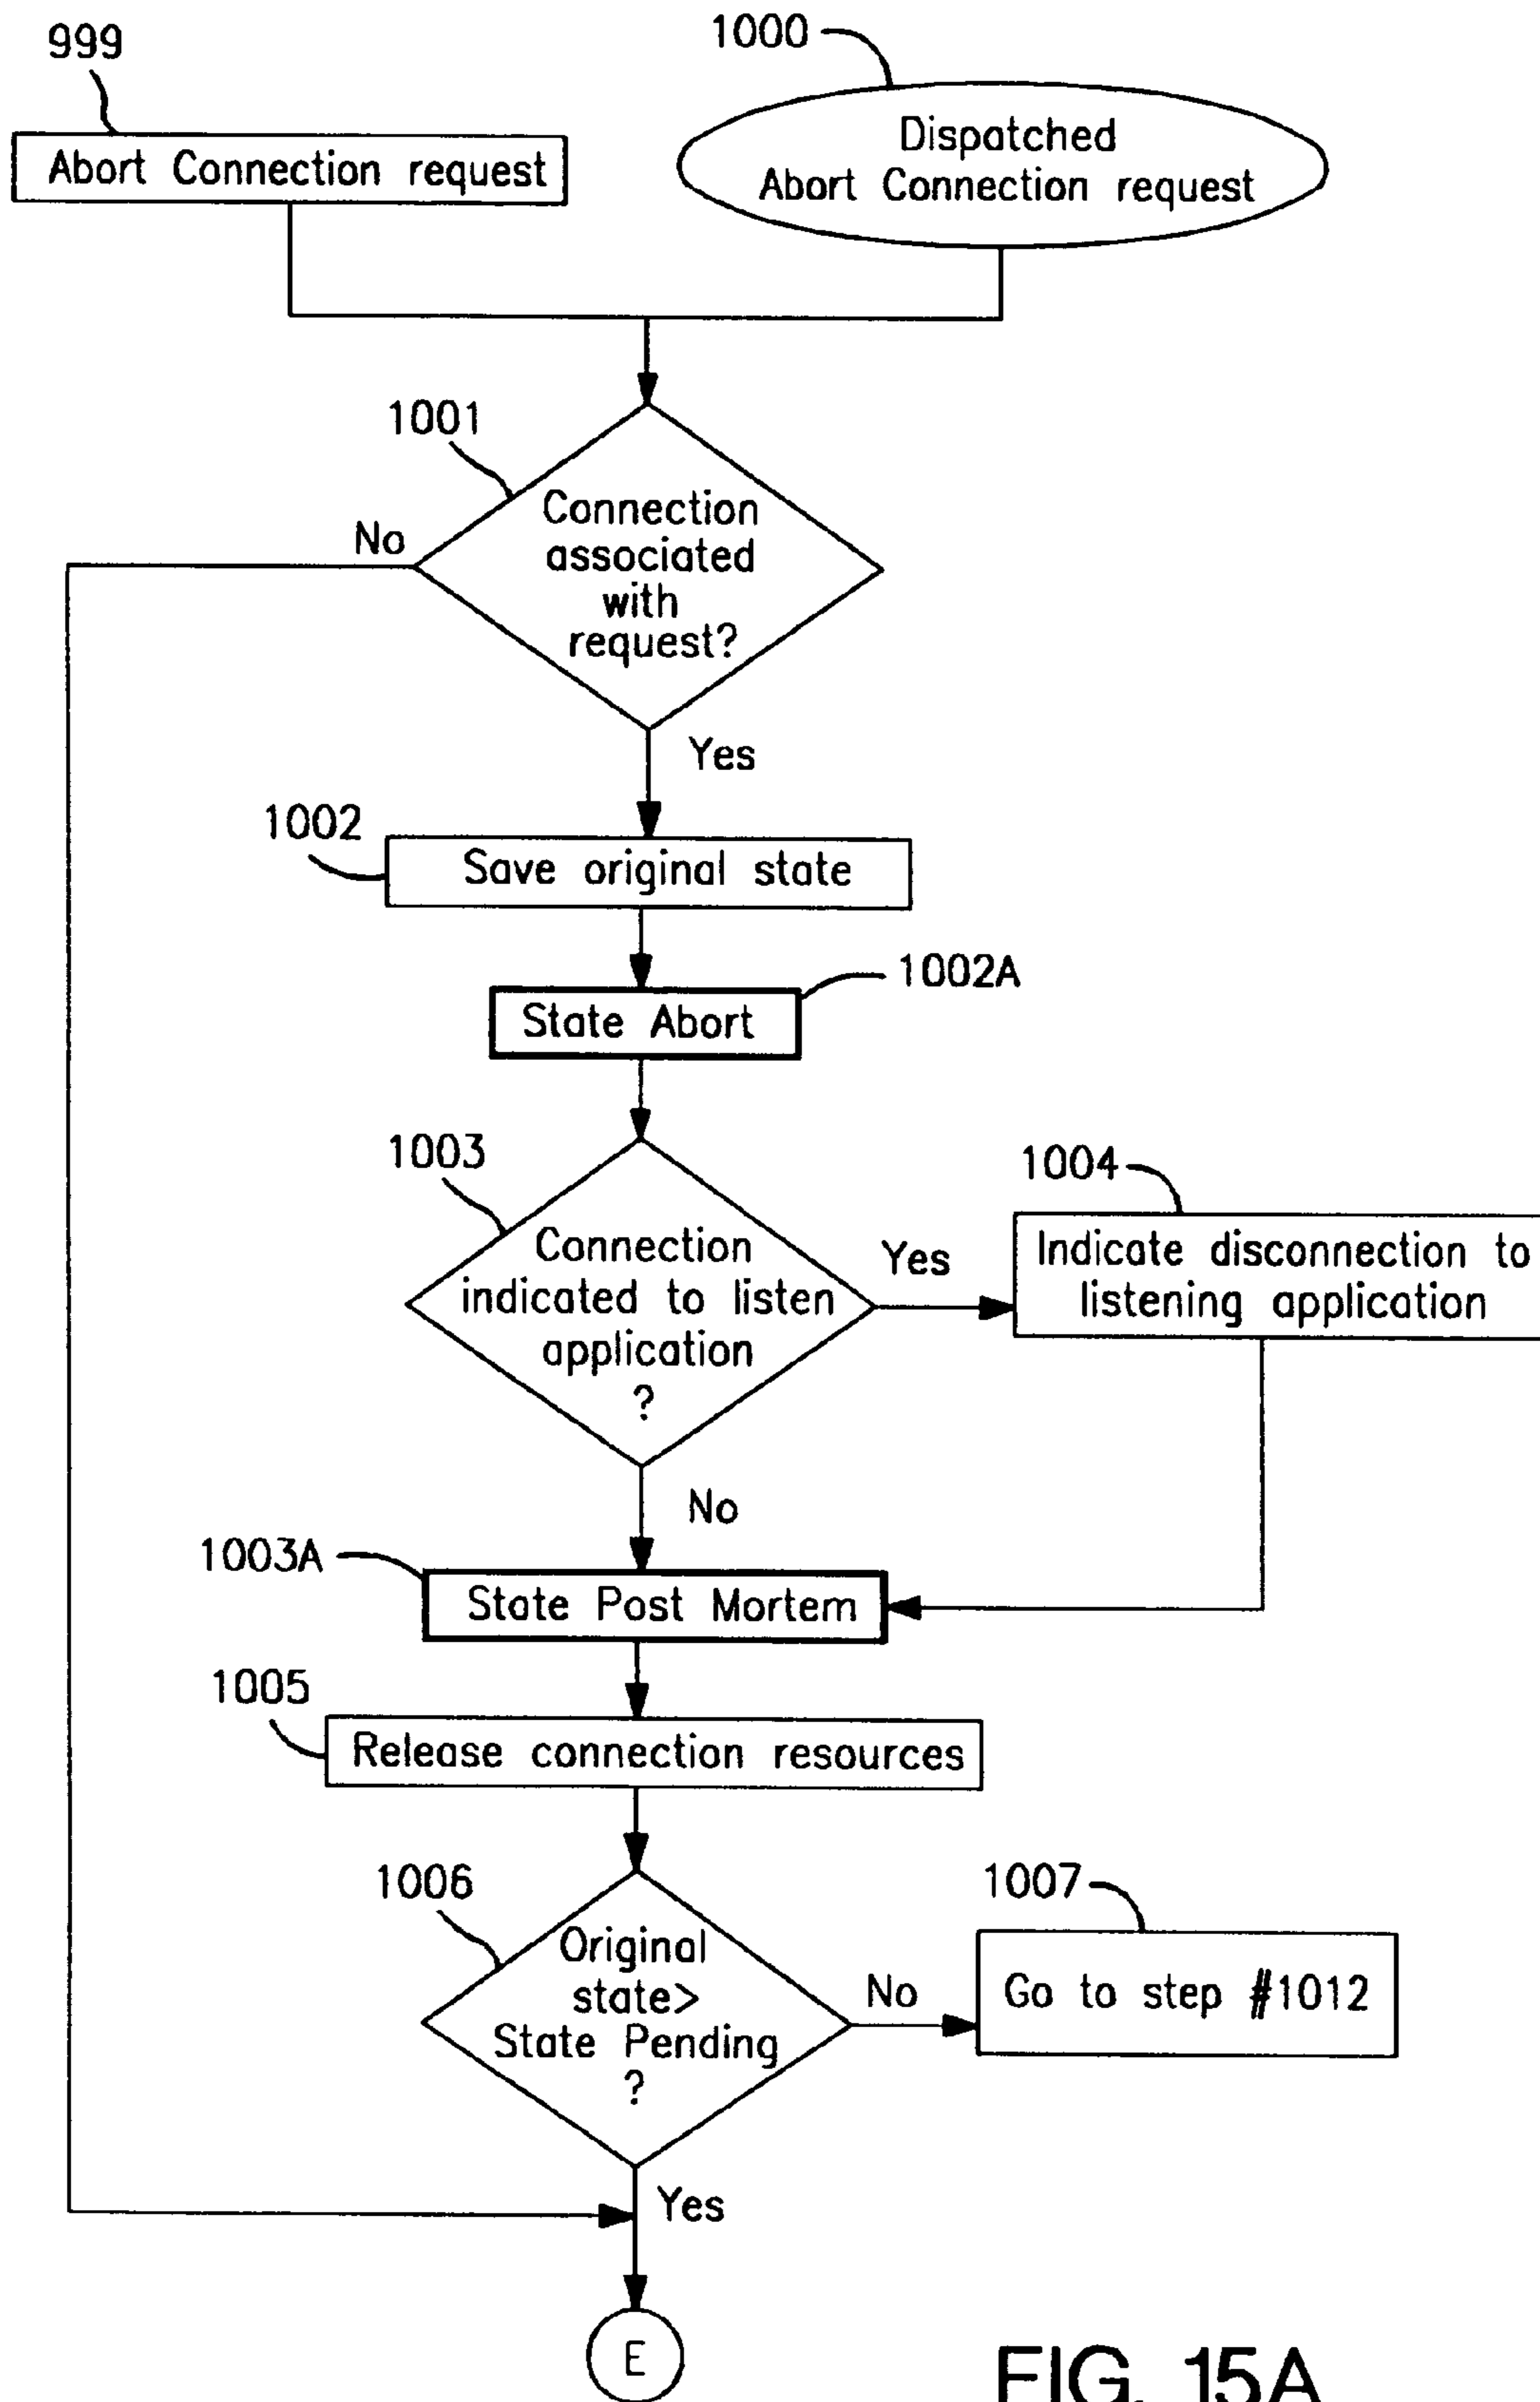 999
1000
Abort Connection request
Dispatched
Abort Connection request
1001
Connection
associated
with
request?
No
Yes
1002
Save original state
1002A
State Abort
1003
Connection
indicated to listen
application
?
Yes
1004
Indicate disconnection to
listening application
No
1003A
State Post Mortem
1005
Release connection resources
1006
Original
state>
State Pending
?
No
1007
Go to step #1012
Yes
E
FIG. 15A